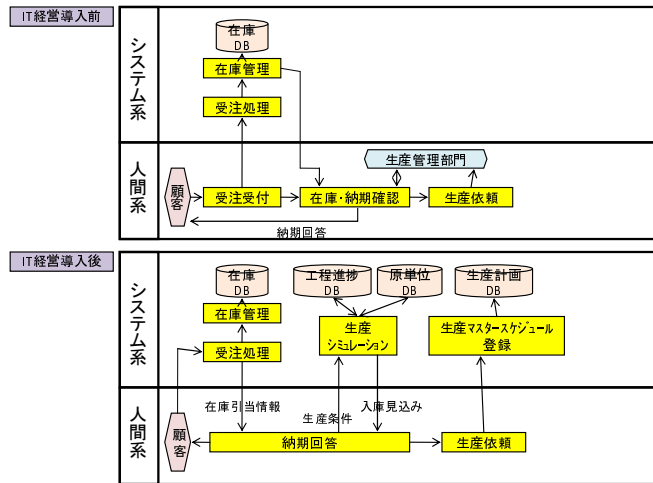 IT経営導入前
システム系
在庫
DB
在庫管理
受注処理
人間系
顧客
受注受付
在庫・納期確認
生産管理部門
生産依頼
納期回答
IT経営導入後
システム系
在庫
DB
工程進捗
DB
原単位
DB
生産計画
DB
在庫管理
受注処理
生産
シミュレーション
生産マスタースケジュール
登録
人間系
在庫引当情報
生産条件
入庫見込み
顧客
納期回答
生産依頼